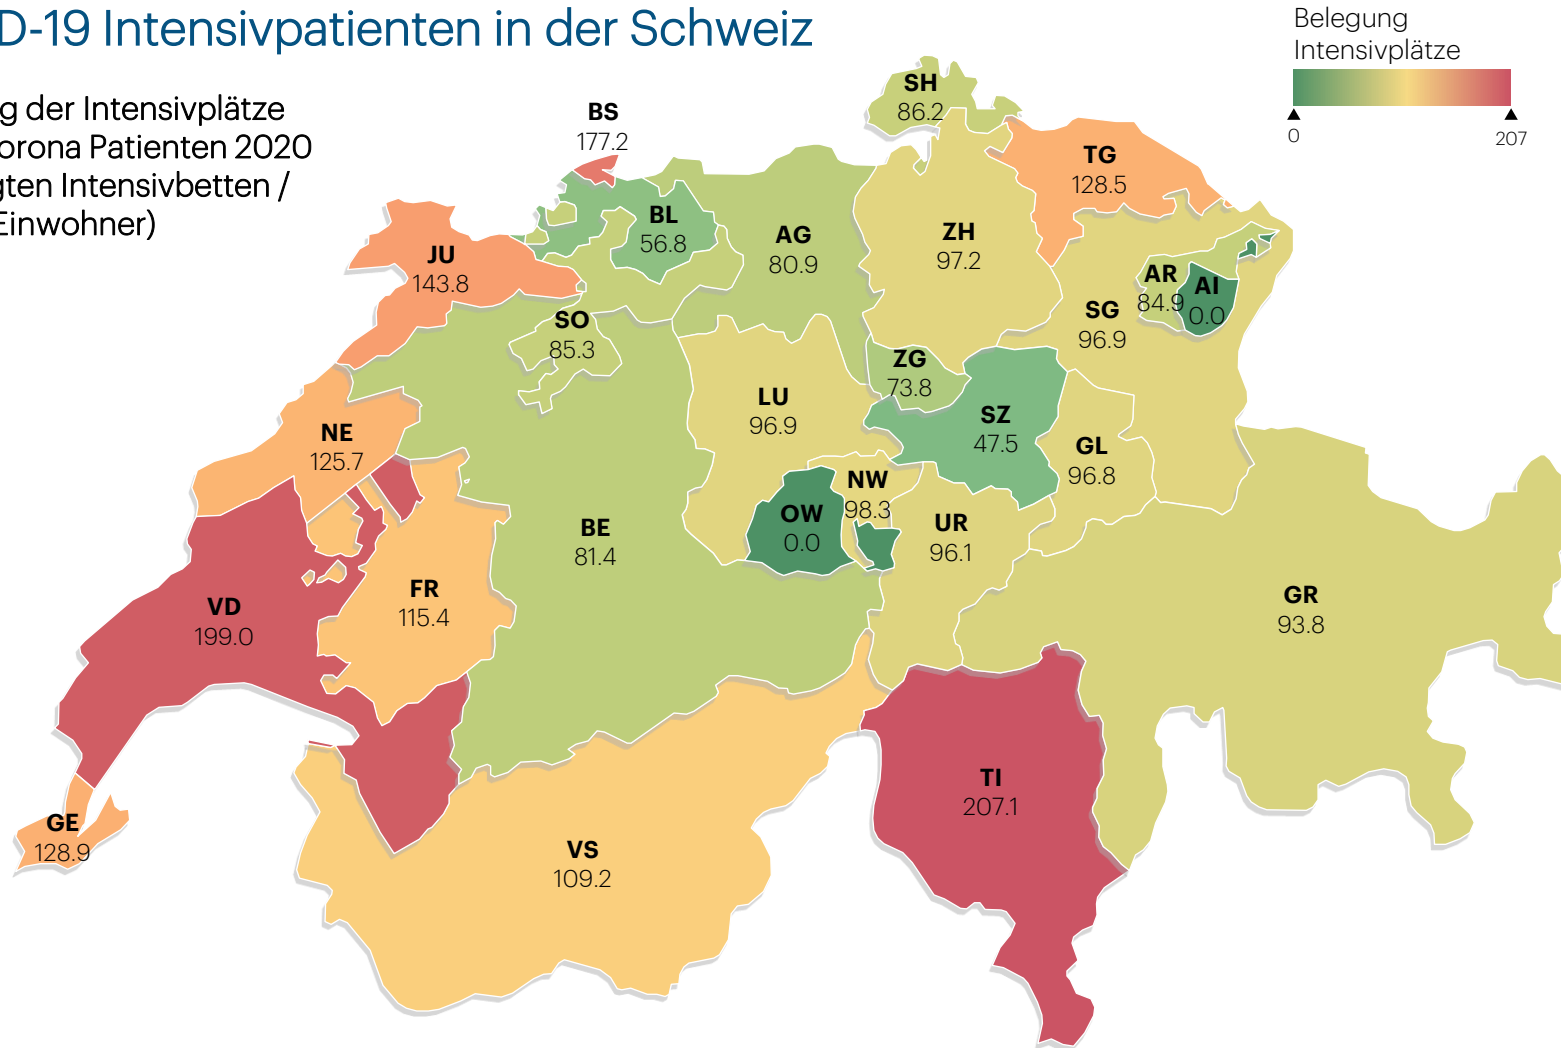 D-19 Intensivpatienten in der Schweiz
g der Intensivplätze
orona Patienten 2020
gten Intensivbetten /
Einwohner)
Belegung
Intensivplätze
0
207
SH
86.2
BS
177.2
TG
128.5
BL
56.8
AG
80.9
ZH
97.2
JU
143.8
AR
84.9
AI
0.0
SG
96.9
SO
85.3
ZG
73.8
LU
96.9
SZ
47.5
NE
125.7
GL
96.8
NW
98.3
OW
0.0
UR
96.1
BE
81.4
FR
115.4
VD
199.0
GR
93.8
TI
207.1
GE
128.9
VS
109.2